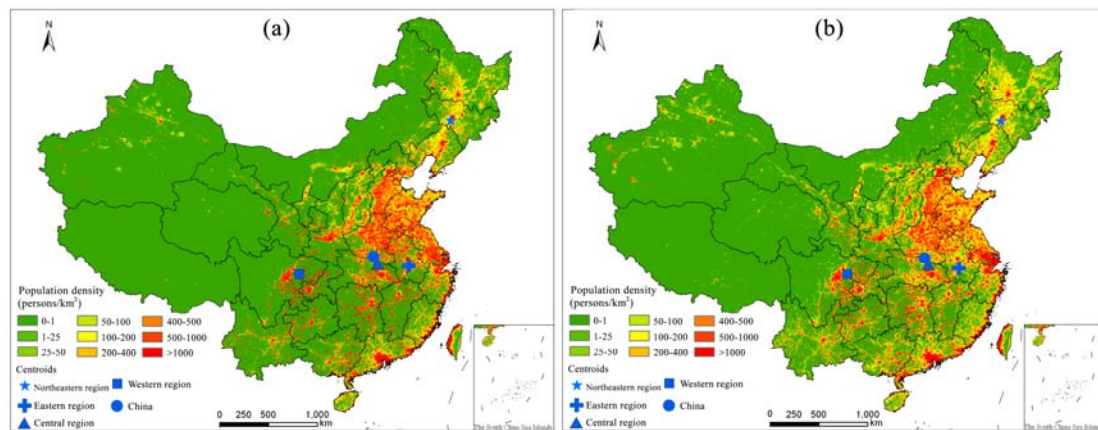 N
(a)
Population density
(persons/km²)
0-1
50-100
400-500
1-25
100-200
500-1000
25-50
200-400
>1000
Centroids
Northeastern region
Western region
Eastern region
China
Central region
0
250
500
1,000
km
The South China Sea Islands
N
(b)
Population density
(persons/km²)
0-1
50-100
400-500
1-25
100-200
500-1000
25-50
200-400
>1000
Centroids
Northeastern region
Western region
Eastern region
China
Central region
0
250
500
1,000
km
The South China Sea Islands